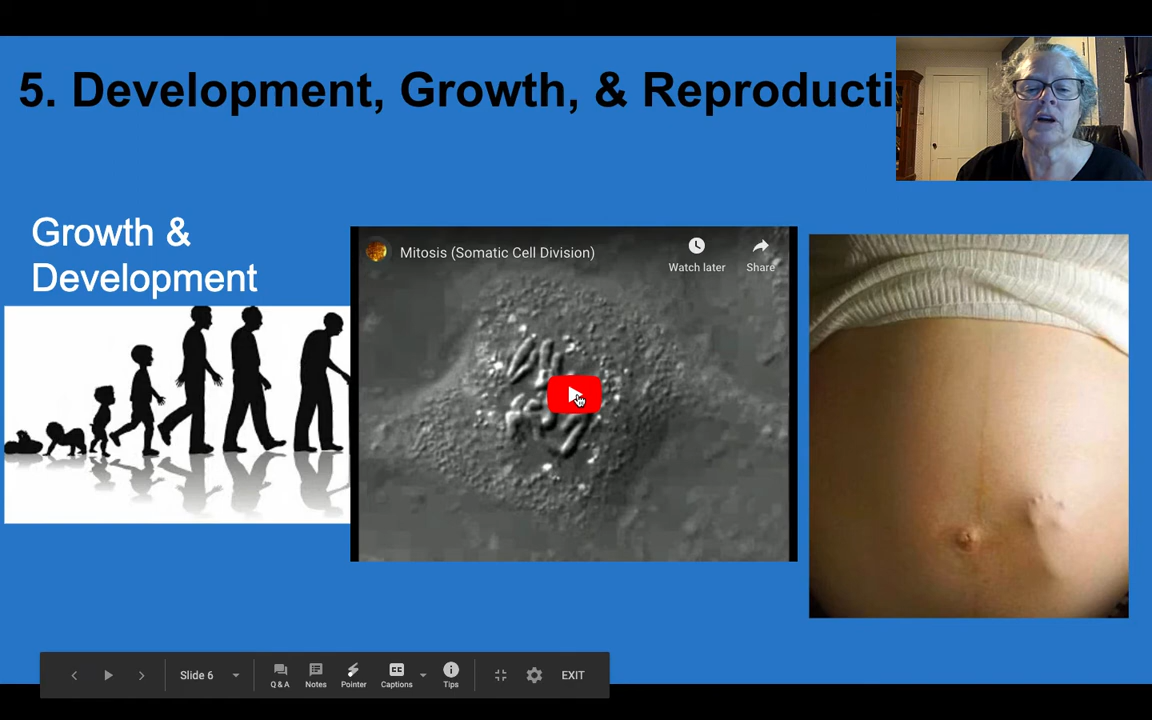 5. Development, Growth, & Reproducti
Growth &
Development
Mitosis (Somatic Cell Division)
Watch later
Share
Slide 6
Q & A
Notes
Pointer
CC
Captions
Tips
EXIT